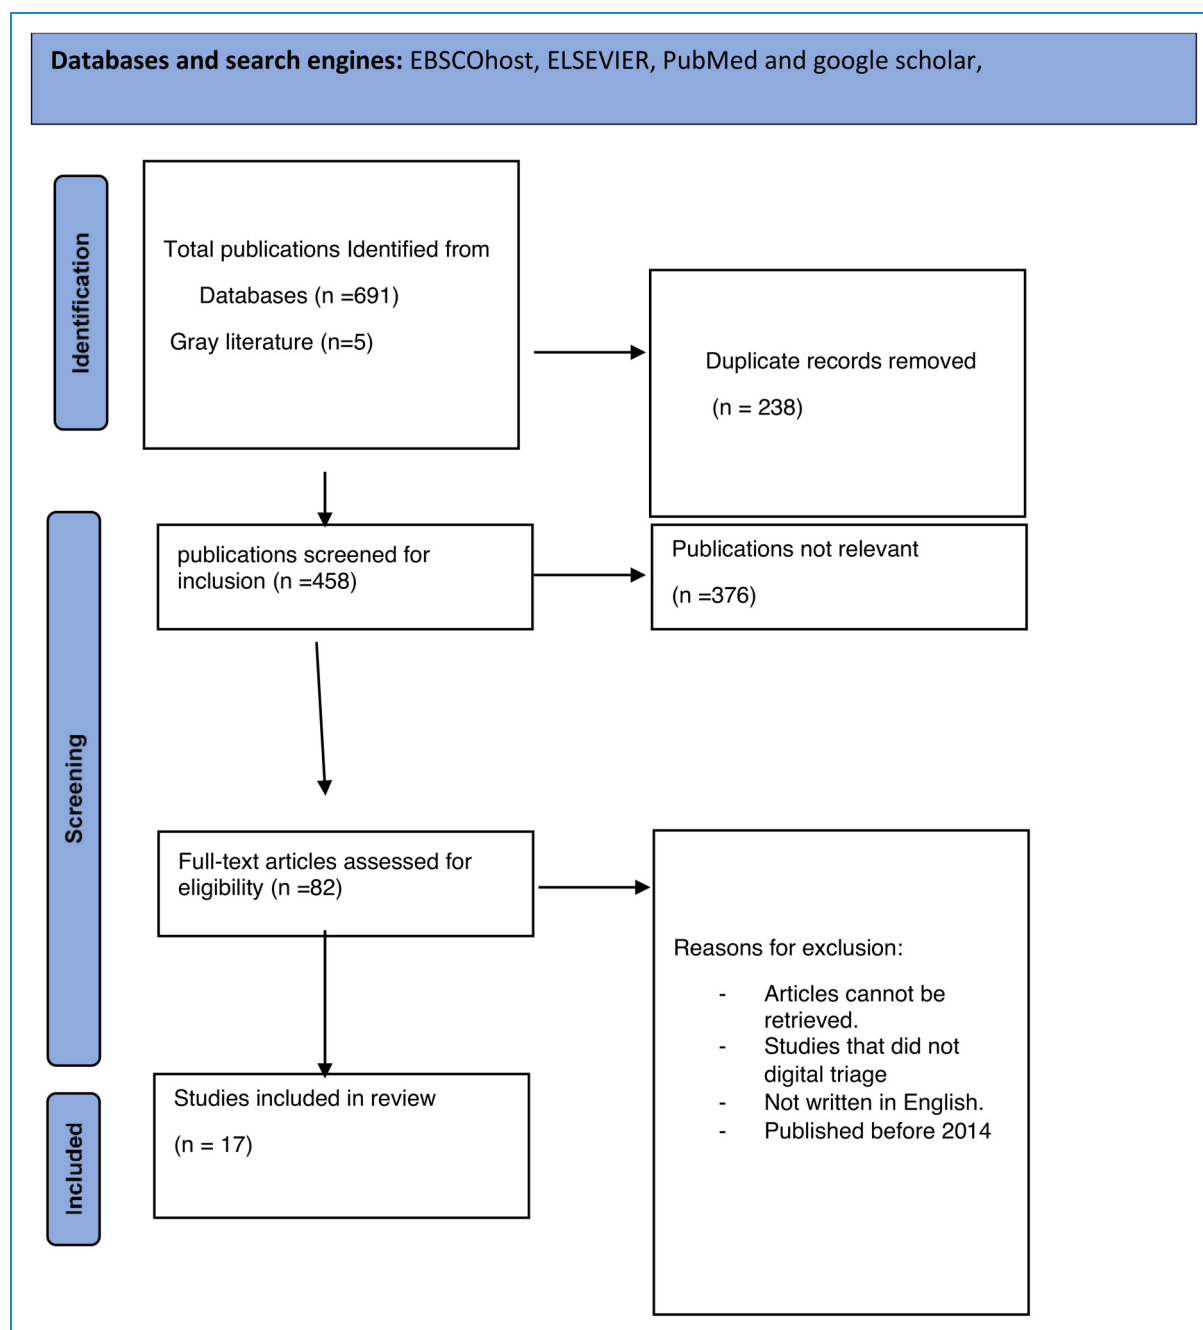 Databases and search engines: EBSCOhost, ELSEVIER, PubMed and google scholar,
Identification
Total publications Identified from
Databases (n =691)
Gray literature (n=5)
Duplicate records removed
(n = 238)
Screening
publications screened for
inclusion (n =458)
Publications not relevant
(n =376)
Full-text articles assessed for
eligibility (n =82)
Reasons for exclusion:
- Articles cannot be
retrieved.
- Studies that did not
digital triage
- Not written in English.
- Published before 2014
Included
Studies included in review
(n = 17)